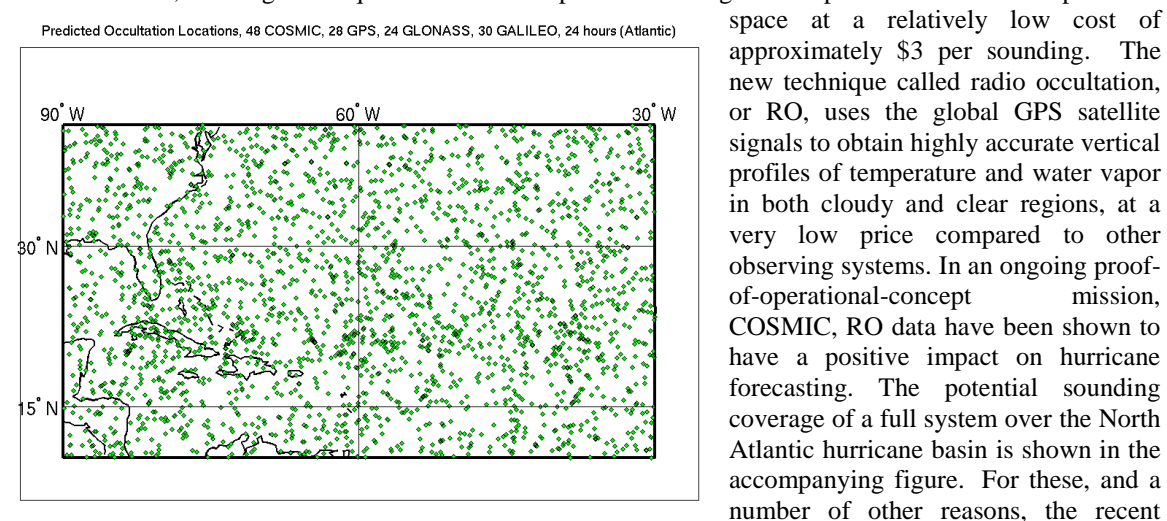 Predicted Occultation Locations, 48 COSMIC, 28 GPS, 24 GLONASS, 30 GALILEO, 24 hours (Atlantic)
90° W 60° W 30° W
30° N
15° N
space at a relatively low cost of
approximately $3 per sounding. The
new technique called radio occultation,
or RO, uses the global GPS satellite
signals to obtain highly accurate vertical
profiles of temperature and water vapor
in both cloudy and clear regions, at a
very low price compared to other
observing systems. In an ongoing proof-
of-operational-concept mission,
COSMIC, RO data have been shown to
have a positive impact on hurricane
forecasting. The potential sounding
coverage of a full system over the North
Atlantic hurricane basin is shown in the
accompanying figure. For these, and a
number of other reasons, the recent